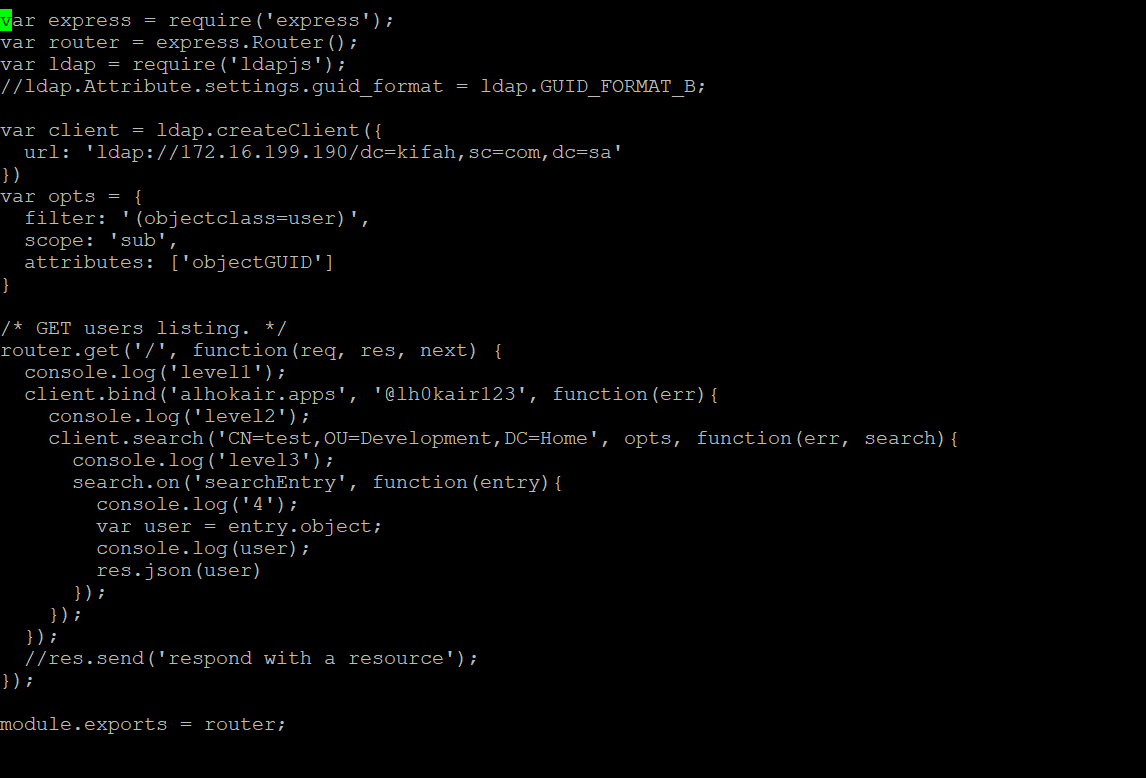 var express = require('express');
var router = express.Router();
var ldap = require('ldapjs');
//ldap.Attribute.settings.guid_format = ldap.GUID_FORMAT_B;

var client = ldap.createClient({
  url: 'ldap://172.16.199.190/dc=kifah,sc=com,dc=sa'
})
var opts = {
  filter: '(objectclass=user)',
  scope: 'sub',
  attributes: ['objectGUID']
}

/* GET users listing. */
router.get('/', function(req, res, next) {
  console.log('level1');
  client.bind('alhokair.apps', '@lh0kair123', function(err){
    console.log('level2');
    client.search('CN=test,OU=Development,DC=Home', opts, function(err, search){
      console.log('level3');
      search.on('searchEntry', function(entry){
        console.log('4');
        var user = entry.object;
        console.log(user);
        res.json(user)
      });
    });
  });
  //res.send('respond with a resource');
});

module.exports = router;